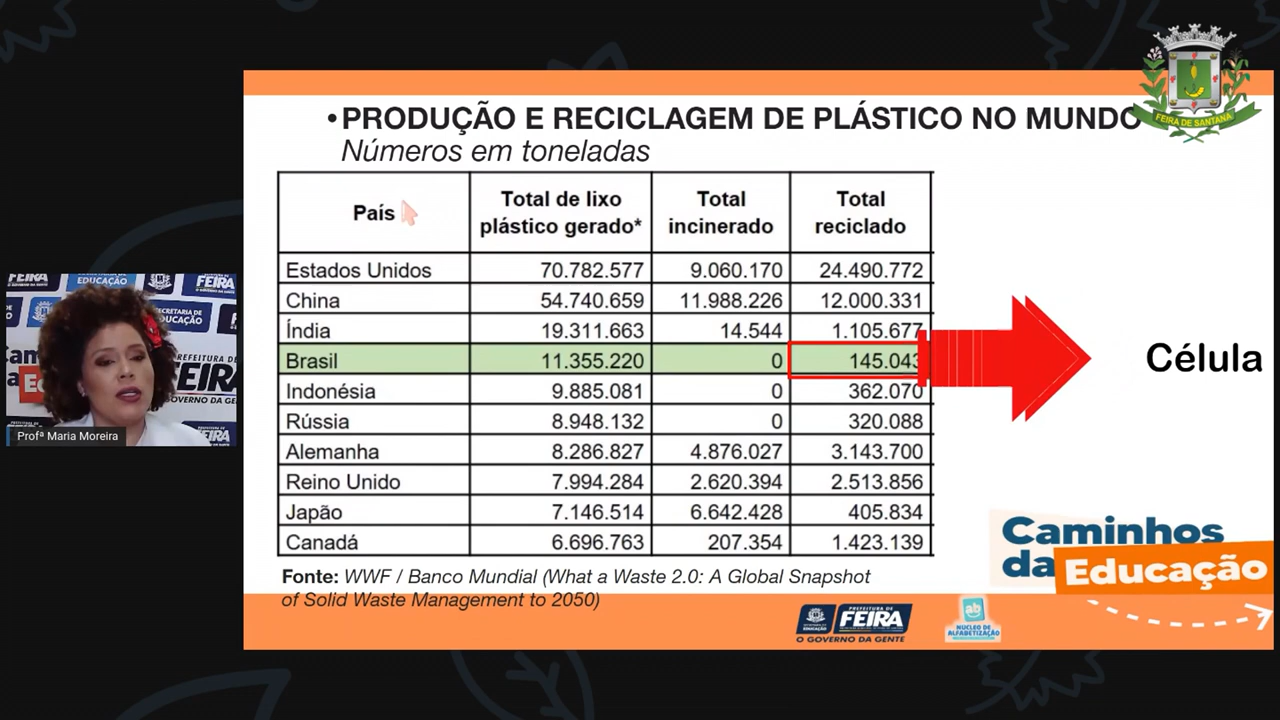 FEIRA DE SANTANA
•PRODUÇÃO E RECICLAGEM DE PLÁSTICO NO MUNDO
Números em toneladas
País Total de lixo plástico gerado* Total incinerado Total reciclado
Estados Unidos 70.782.577 9.060.170 24.490.772
China 54.740.659 11.988.226 12.000.331
Índia 19.311.663 14.544 1.105.677
Brasil 11.355.220 0 145.043
Indonésia 9.885.081 0 362.070
Rússia 8.948.132 0 320.088
Alemanha 8.286.827 4.876.027 3.143.700
Reino Unido 7.994.284 2.620.394 2.513.856
Japão 7.146.514 6.642.428 405.834
Canadá 6.696.763 207.354 1.423.139
Célula
Fonte: WWF / Banco Mundial (What a Waste 2.0: A Global Snapshot
of Solid Waste Management to 2050)
Caminhos
da Educação
PREFEITURA DE
FEIRA
O GOVERNO DA GENTE
ab
NÚCLEO DE
ALFABETIZAÇÃO
FEIRA
EDUCAÇÃO
FEIRA
SECRETARIA DE
EDUCAÇÃO
PREFEITURA DE
FEIRA
GOVERNO DA GENTE
Profª Maria Moreira